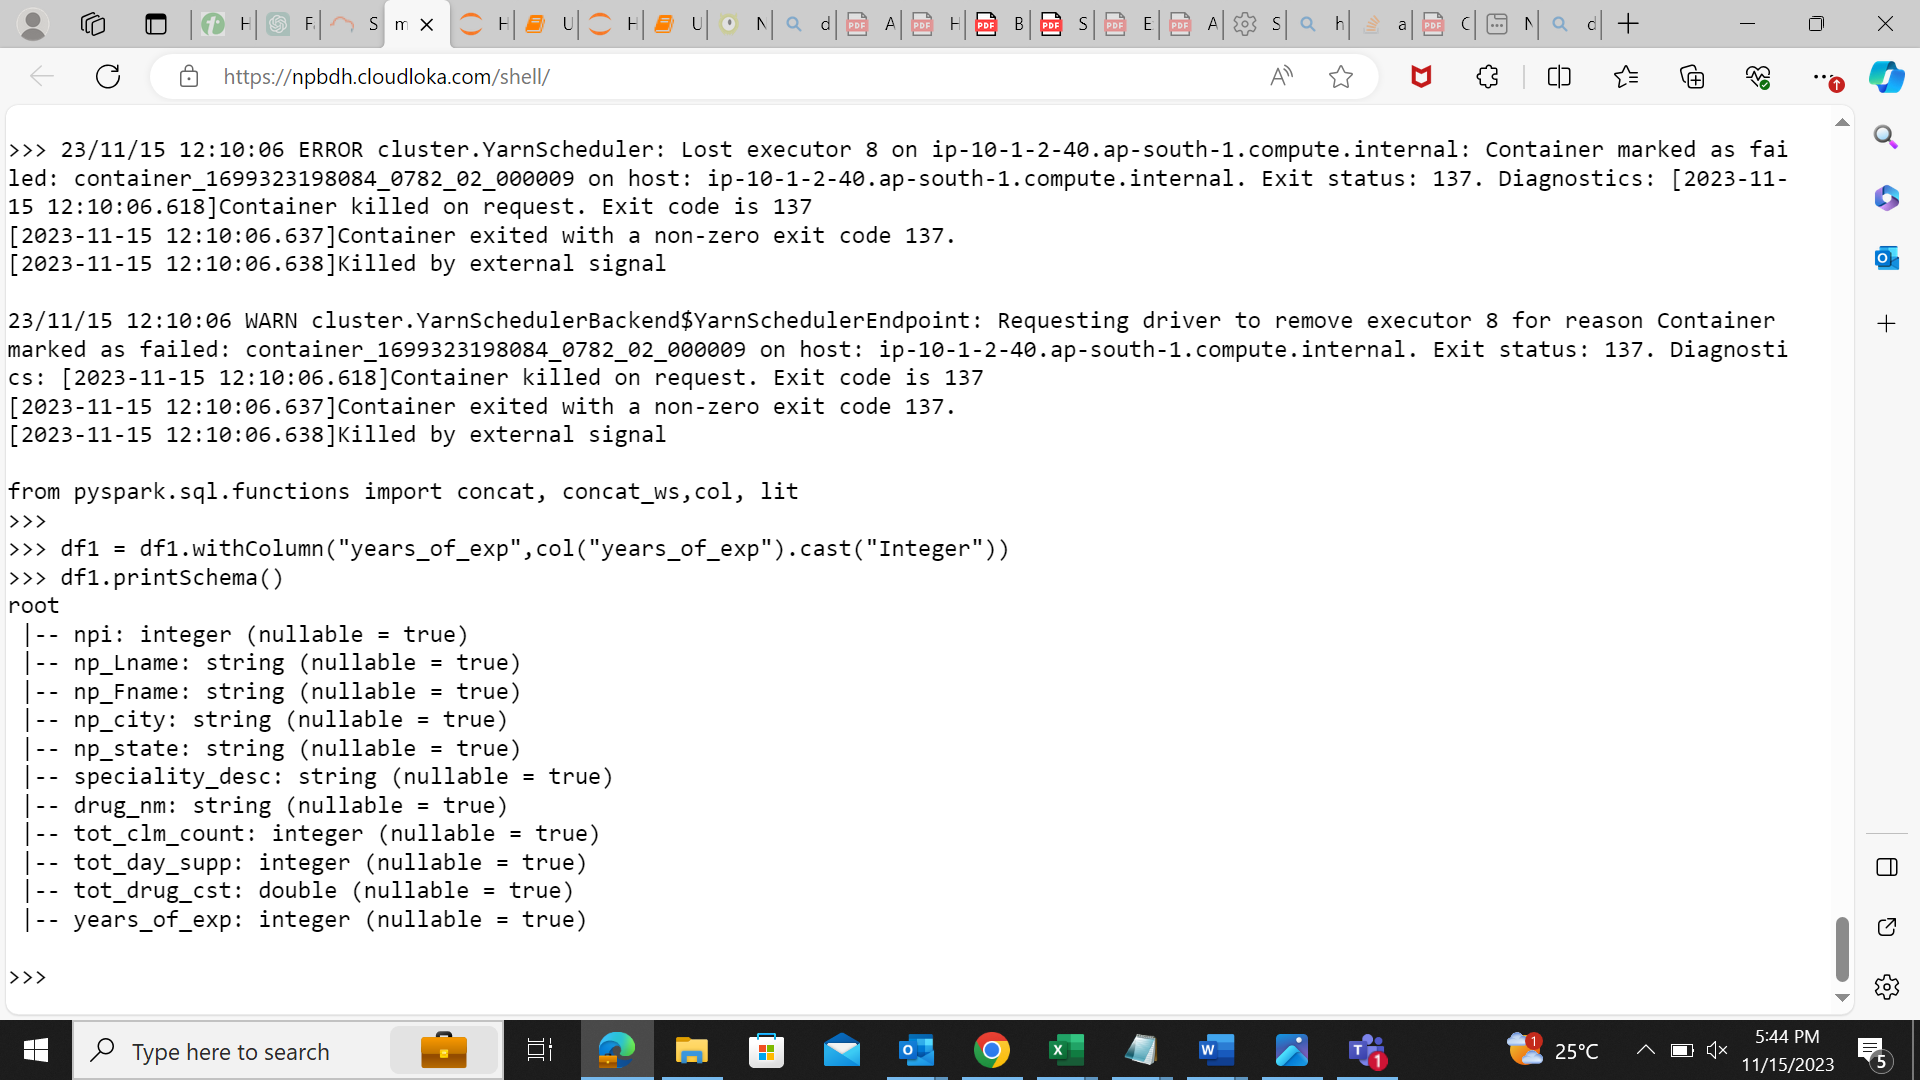 H
F
S
m
H
U
H
U
N
d
A
H
B
S
E
A
S
h
a
C
N
d
https://npbdh.cloudloka.com/shell/
>>> 23/11/15 12:10:06 ERROR cluster.YarnScheduler: Lost executor 8 on ip-10-1-2-40.ap-south-1.compute.internal: Container marked as fai
led: container_1699323198084_0782_02_000009 on host: ip-10-1-2-40.ap-south-1.compute.internal. Exit status: 137. Diagnostics: [2023-11-
15 12:10:06.618]Container killed on request. Exit code is 137
[2023-11-15 12:10:06.637]Container exited with a non-zero exit code 137.
[2023-11-15 12:10:06.638]Killed by external signal
23/11/15 12:10:06 WARN cluster.YarnSchedulerBackend$YarnSchedulerEndpoint: Requesting driver to remove executor 8 for reason Container
marked as failed: container_1699323198084_0782_02_000009 on host: ip-10-1-2-40.ap-south-1.compute.internal. Exit status: 137. Diagnosti
cs: [2023-11-15 12:10:06.618]Container killed on request. Exit code is 137
[2023-11-15 12:10:06.637]Container exited with a non-zero exit code 137.
[2023-11-15 12:10:06.638]Killed by external signal
from pyspark.sql.functions import concat, concat_ws,col, lit
>>>
>>> df1 = df1.withColumn("years_of_exp",col("years_of_exp").cast("Integer"))
>>> df1.printSchema()
root
|-- npi: integer (nullable = true)
|-- np_Lname: string (nullable = true)
|-- np_Fname: string (nullable = true)
|-- np_city: string (nullable = true)
|-- np_state: string (nullable = true)
|-- speciality_desc: string (nullable = true)
|-- drug_nm: string (nullable = true)
|-- tot_clm_count: integer (nullable = true)
|-- tot_day_supp: integer (nullable = true)
|-- tot_drug_cst: double (nullable = true)
|-- years_of_exp: integer (nullable = true)
>>>
Type here to search
1
1
25°C
5:44 PM
11/15/2023
5